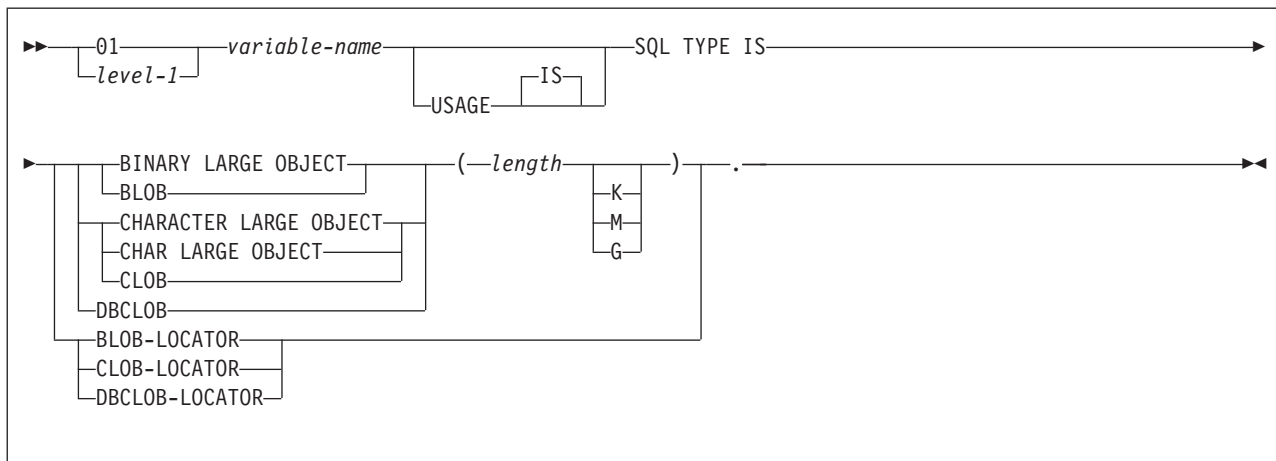 01 variable-name SQL TYPE IS
level-1 IS
USAGE
BINARY LARGE OBJECT ( length ) .
BLOB K
CHARACTER LARGE OBJECT M
CHAR LARGE OBJECT G
CLOB
DBCLOB
BLOB-LOCATOR
CLOB-LOCATOR
DBCLOB-LOCATOR